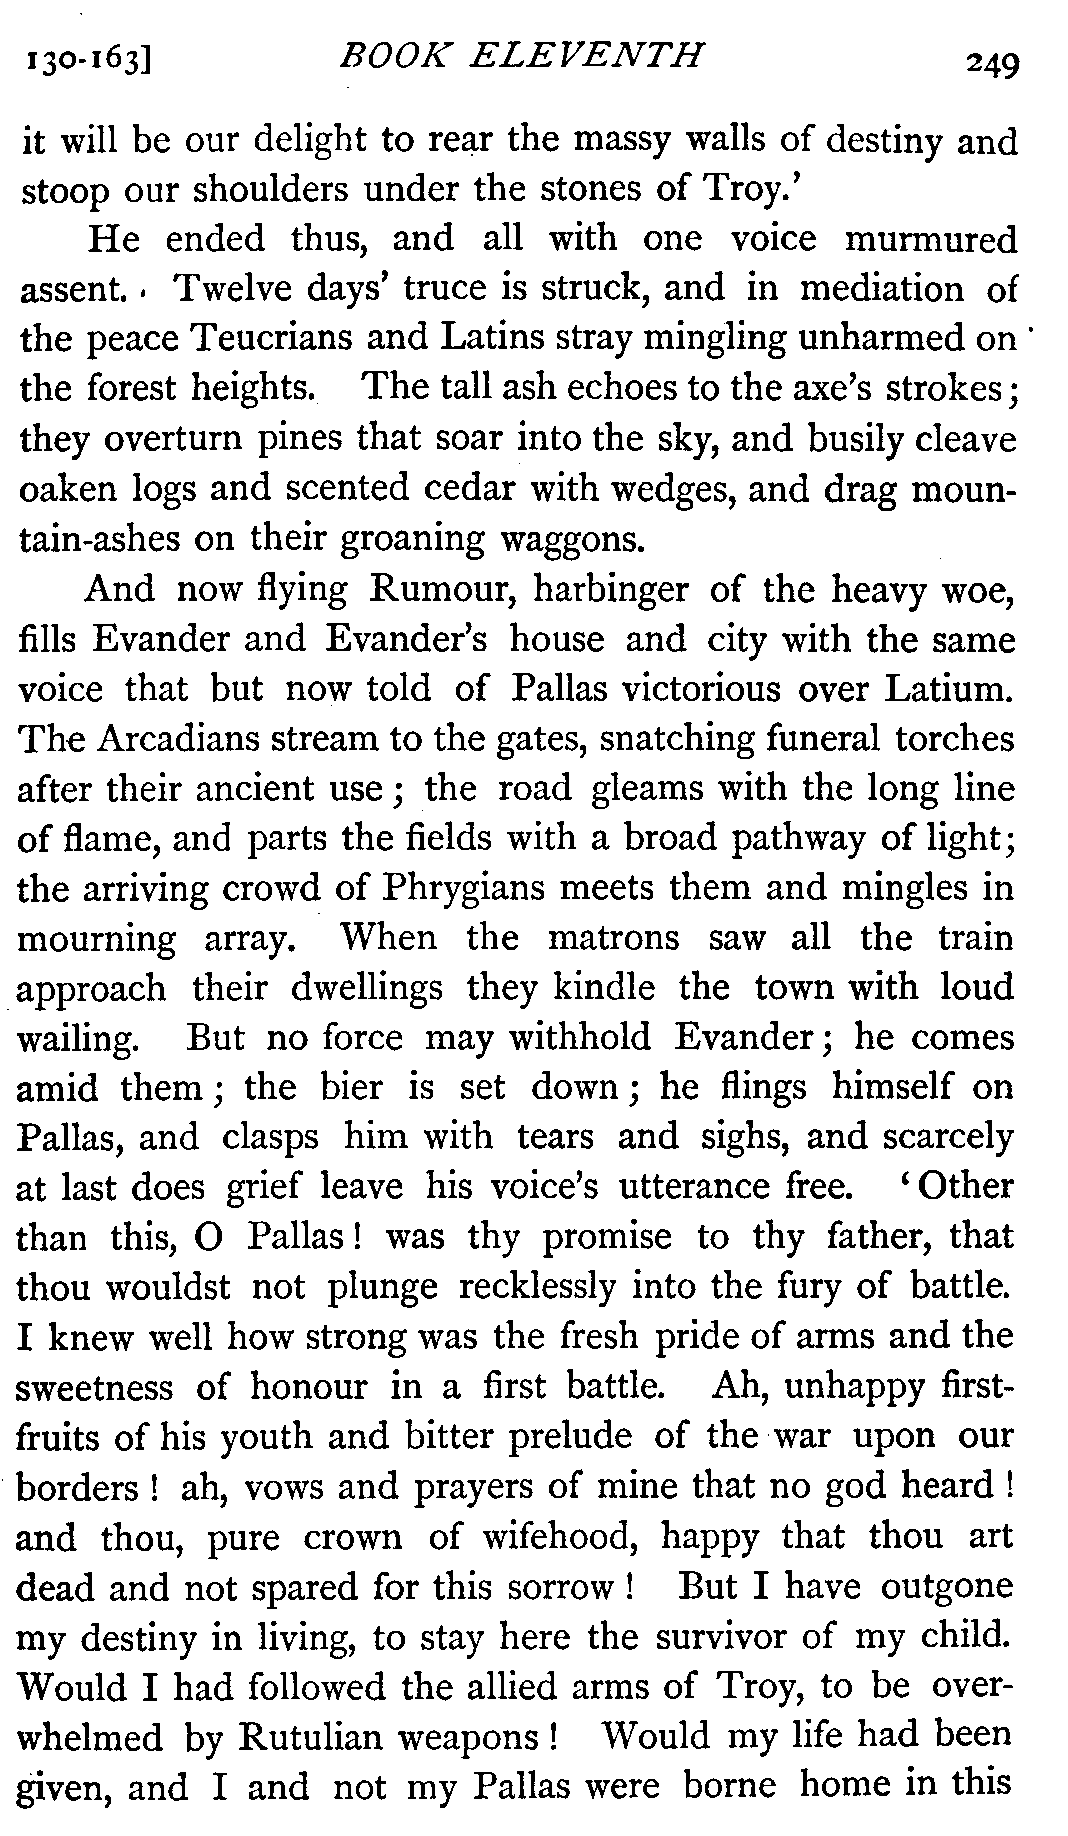 130-163] BOOK ELEVENTH 249
it will be our delight to rear the massy walls of destiny and
stoop our shoulders under the stones of Troy.'
He ended thus, and all with one voice murmured
assent. Twelve days' truce is struck, and in mediation of
the peace Teucrians and Latins stray mingling unharmed on
the forest heights. The tall ash echoes to the axe's strokes;
they overturn pines that soar into the sky, and busily cleave
oaken logs and scented cedar with wedges, and drag moun-
tain-ashes on their groaning waggons.
And now flying Rumour, harbinger of the heavy woe,
fills Evander and Evander's house and city with the same
voice that but now told of Pallas victorious over Latium.
The Arcadians stream to the gates, snatching funeral torches
after their ancient use; the road gleams with the long line
of flame, and parts the fields with a broad pathway of light;
the arriving crowd of Phrygians meets them and mingles in
mourning array. When the matrons saw all the train
approach their dwellings they kindle the town with loud
wailing. But no force may withhold Evander; he comes
amid them; the bier is set down; he flings himself on
Pallas, and clasps him with tears and sighs, and scarcely
at last does grief leave his voice's utterance free. 'Other
than this, O Pallas! was thy promise to thy father, that
thou wouldst not plunge recklessly into the fury of battle.
I knew well how strong was the fresh pride of arms and the
sweetness of honour in a first battle. Ah, unhappy first-
fruits of his youth and bitter prelude of the war upon our
borders! ah, vows and prayers of mine that no god heard!
and thou, pure crown of wifehood, happy that thou art
dead and not spared for this sorrow! But I have outgone
my destiny in living, to stay here the survivor of my child.
Would I had followed the allied arms of Troy, to be over-
whelmed by Rutulian weapons! Would my life had been
given, and I and not my Pallas were borne home in this